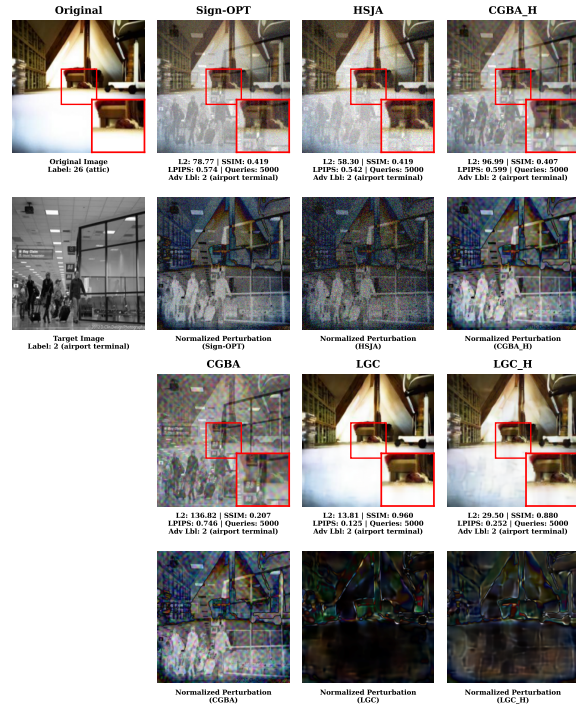 Original
Sign-OPT
HSJA
CGBA_H
Original Image
Label: 26 (attic)
L2: 78.77 | SSIM: 0.419
LPIPS: 0.574 | Queries: 5000
Adv Lbl: 2 (airport terminal)
L2: 58.30 | SSIM: 0.419
LPIPS: 0.542 | Queries: 5000
Adv Lbl: 2 (airport terminal)
L2: 96.99 | SSIM: 0.407
LPIPS: 0.599 | Queries: 5000
Adv Lbl: 2 (airport terminal)
Target Image
Label: 2 (airport terminal)
Normalized Perturbation
(Sign-OPT)
Normalized Perturbation
(HSJA)
Normalized Perturbation
(CGBA_H)
CGBA
LGC
LGC_H
L2: 136.82 | SSIM: 0.207
LPIPS: 0.746 | Queries: 5000
Adv Lbl: 2 (airport terminal)
L2: 13.81 | SSIM: 0.960
LPIPS: 0.125 | Queries: 5000
Adv Lbl: 2 (airport terminal)
L2: 29.50 | SSIM: 0.880
LPIPS: 0.252 | Queries: 5000
Adv Lbl: 2 (airport terminal)
Normalized Perturbation
(CGBA)
Normalized Perturbation
(LGC)
Normalized Perturbation
(LGC_H)